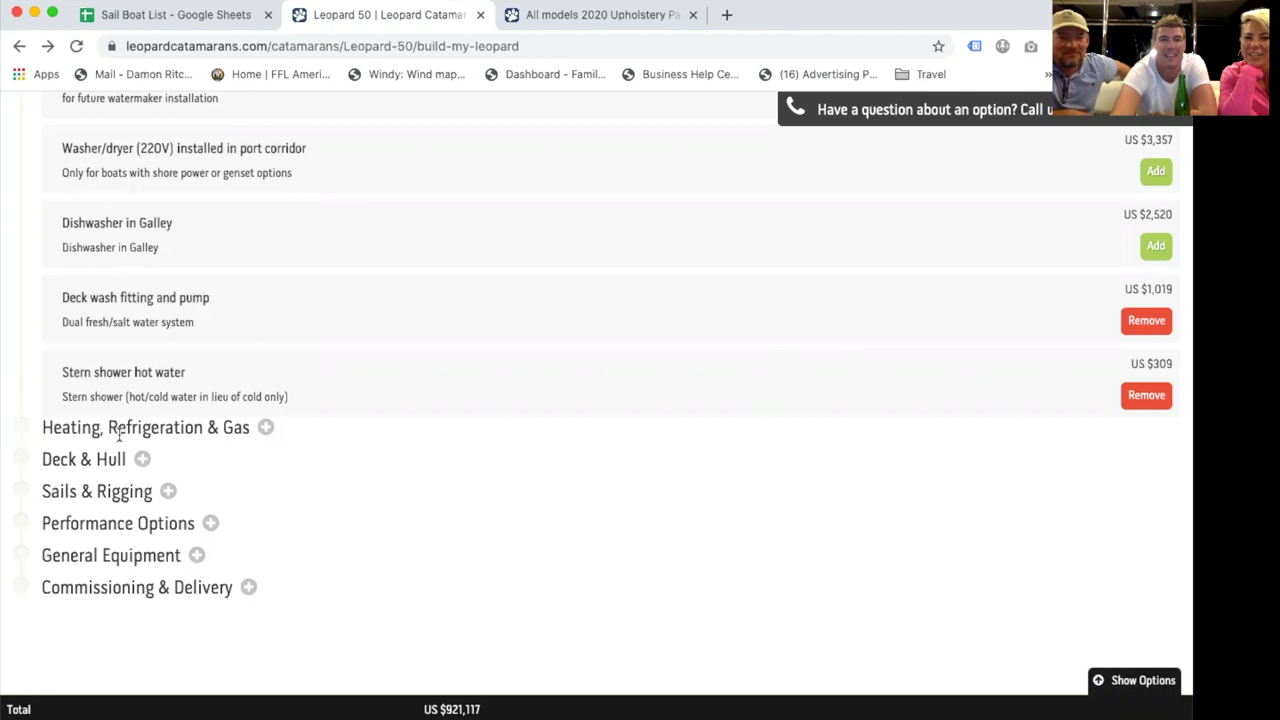 Sail Boat List - Google Sheets
Leopard 50 | Leopard Catamar
All models 2020 Upholstery Pa
leopardcatamarans.com/catamarans/Leopard-50/build-my-leopard
Apps
Mail - Damon Ritc...
Home | FFL Ameri...
Windy: Wind map...
Dashboard - Famil...
Business Help Ce...
(16) Advertising P...
Travel
»
for future watermaker installation
Have a question about an option? Call u
Washer/dryer (220V) installed in port corridor
US $3,357
Only for boats with shore power or genset options
Add
Dishwasher in Galley
US $2,520
Dishwasher in Galley
Add
Deck wash fitting and pump
US $1,019
Dual fresh/salt water system
Remove
Stern shower hot water
US $309
Stern shower (hot/cold water in lieu of cold only)
Remove
Heating, Refrigeration & Gas
Deck & Hull
Sails & Rigging
Performance Options
General Equipment
Commissioning & Delivery
Show Options
Total
US $921,117